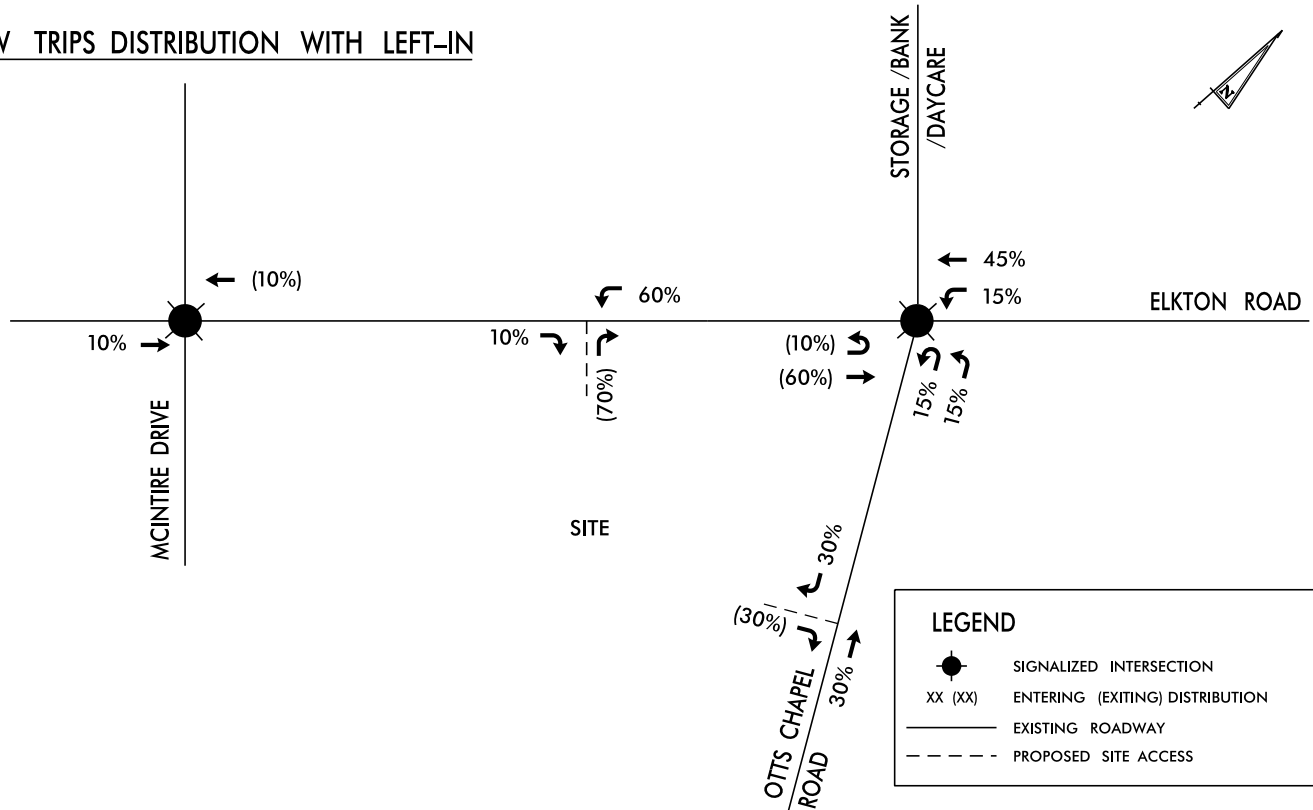 TRIPS DISTRIBUTION WITH LEFT–IN
STORAGE /BANK
/DAYCARE
N
(10%)
45%
60%
15%
ELKTON ROAD
10%
10%
(10%)
(60%)
(70%)
15%
15%
MCINTIRE DRIVE
SITE
30%
(30%)
30%
OTTS CHAPEL
ROAD
LEGEND
SIGNALIZED INTERSECTION
XX (XX) ENTERING (EXITING) DISTRIBUTION
EXISTING ROADWAY
PROPOSED SITE ACCESS